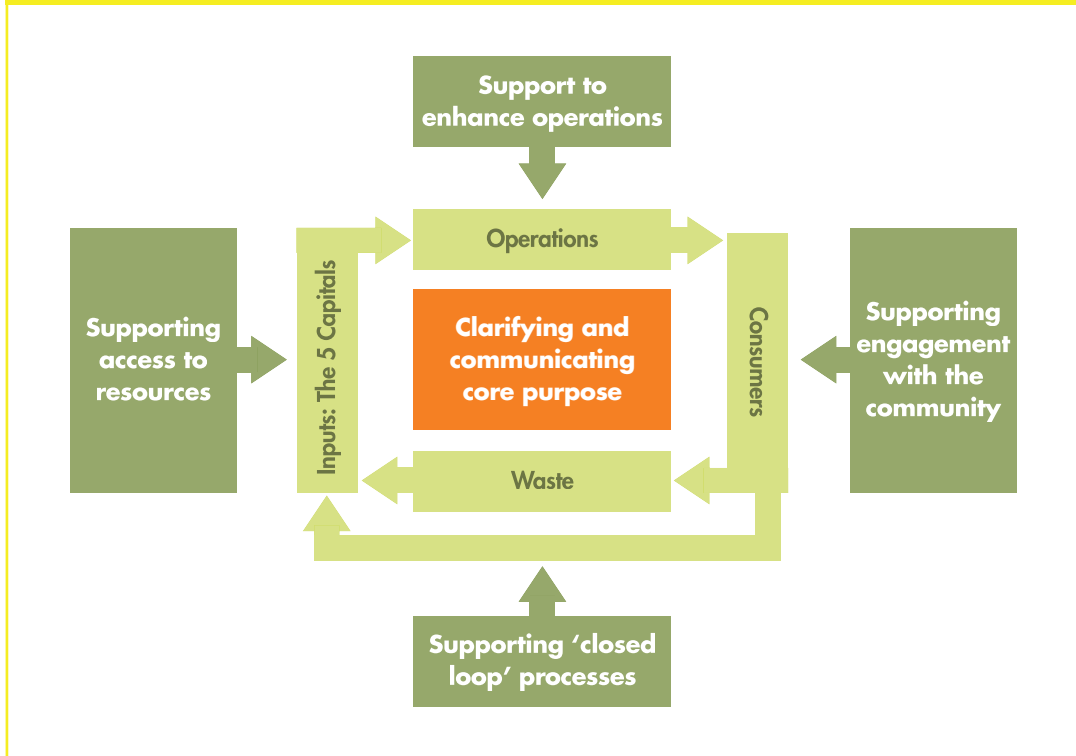 Support to
enhance operations
Operations
Supporting
access to
resources
Inputs: The 5 Capitals
Clarifying and
communicating
core purpose
Consumers
Supporting
engagement
with the
community
Waste
Supporting ‘closed
loop’ processes